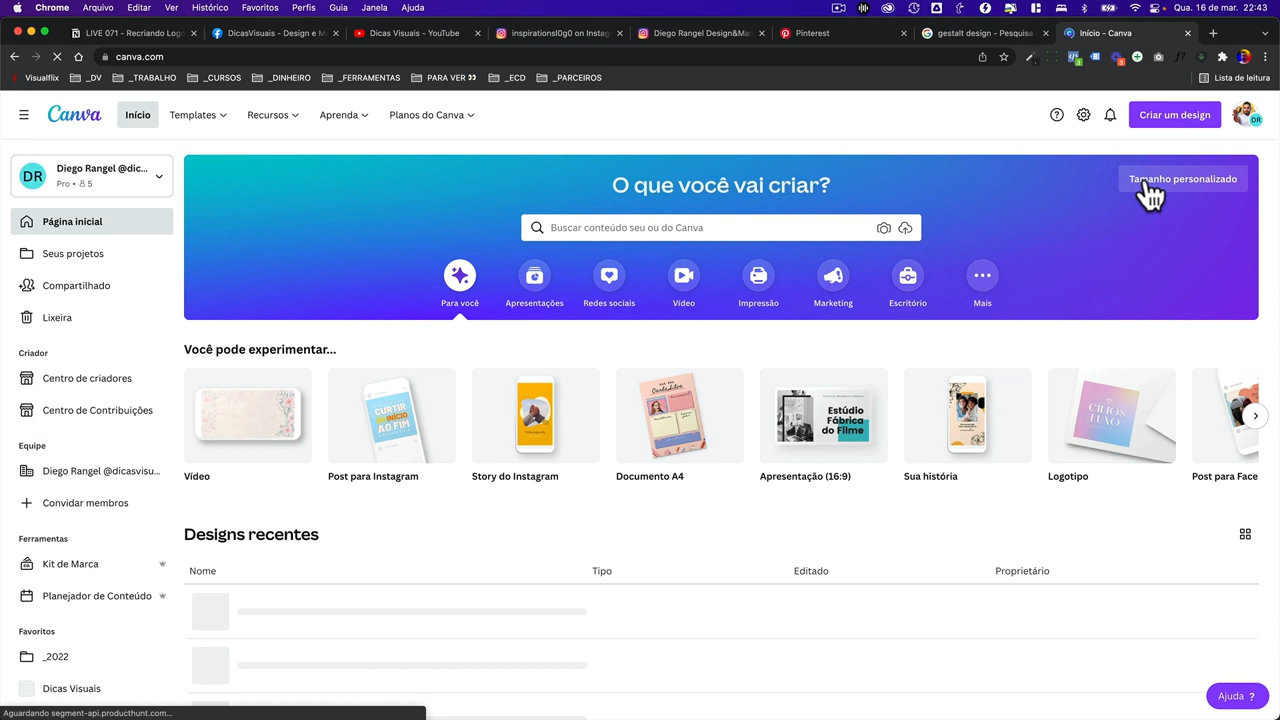 Chrome Arquivo Editar Ver Histórico Favoritos Perfis Guia Janela Ajuda
Qua. 16 de mar. 22:43
LIVE 071 - Recriando Logo
DicasVisuais - Design e M
Dicas Visuais - YouTube
inspirationsl0g0 on Instag
Diego Rangel Design&Mar
Pinterest
gestalt design - Pesquisa
Início - Canva
canva.com
Visualflix
_DV
_TRABALHO
_CURSOS
_DINHEIRO
_FERRAMENTAS
PARA VER 👀
_ECD
_PARCEIROS
Lista de leitura
Canva
Início
Templates
Recursos
Aprenda
Planos do Canva
Criar um design
DR
DR
Diego Rangel @dic...
Pro • 5
Página inicial
Seus projetos
Compartilhado
Lixeira
Criador
Centro de criadores
Centro de Contribuições
Equipe
Diego Rangel @dicasvisu...
Convidar membros
Ferramentas
Kit de Marca
Planejador de Conteúdo
Favoritos
_2022
Dicas Visuais
Aguardando segment-api.producthunt.com...
O que você vai criar?
Tamanho personalizado
Buscar conteúdo seu ou do Canva
Para você
Apresentações
Redes sociais
Vídeo
Impressão
Marketing
Escritório
Mais
Você pode experimentar...
CURTIR
INÍCIO
AO FIM
Estúdio
Fábrica
do Filme
CÍLIOS
LUXO
Vídeo
Post para Instagram
Story do Instagram
Documento A4
Apresentação (16:9)
Sua história
Logotipo
Post para Face
Designs recentes
Nome
Tipo
Editado
Proprietário
Ajuda ?